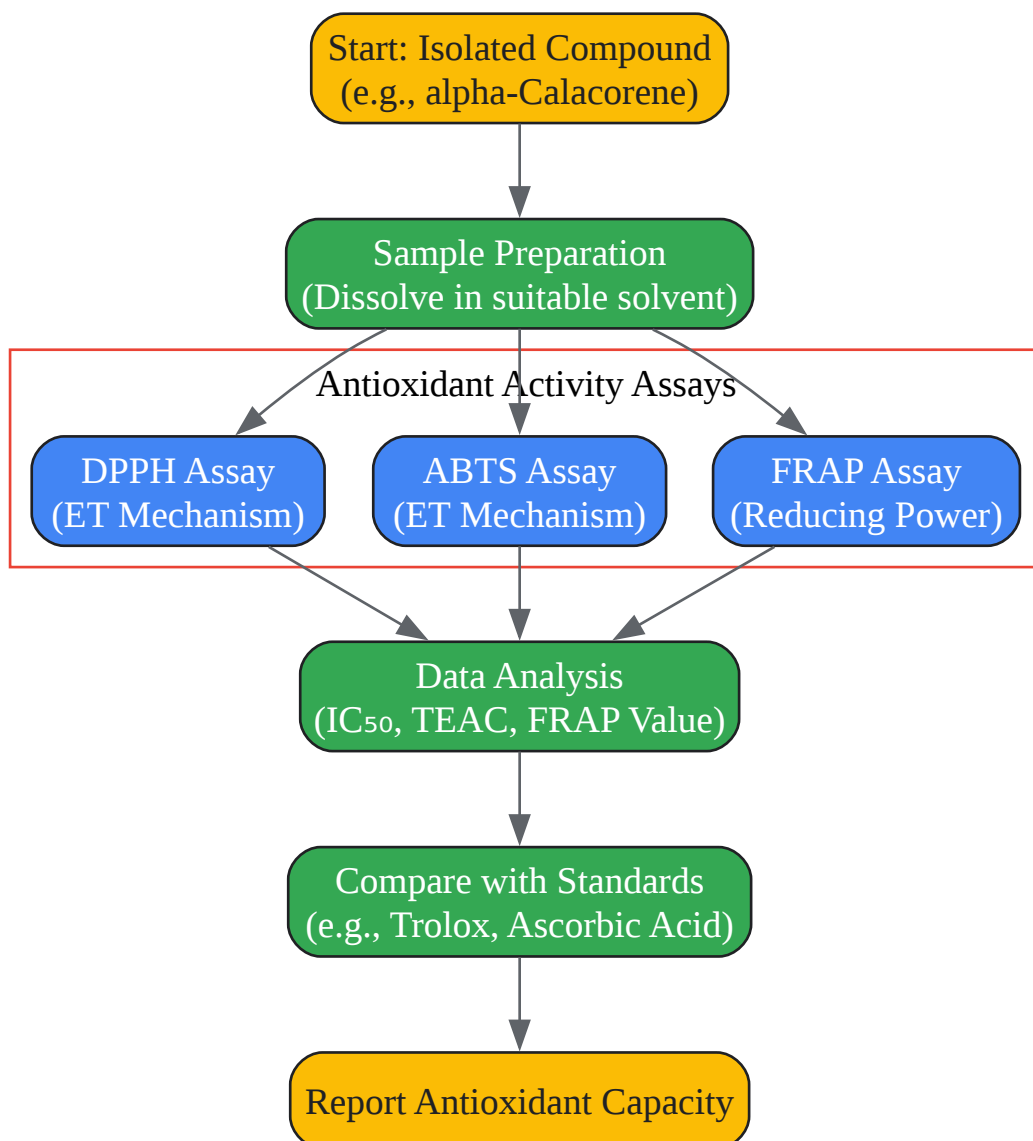 Start: Isolated Compound
(e.g., alpha-Calacorene)
Sample Preparation
(Dissolve in suitable solvent)
Antioxidant Activity Assays
DPPH Assay
(ET Mechanism)
ABTS Assay
(ET Mechanism)
FRAP Assay
(Reducing Power)
Data Analysis
(IC₅₀, TEAC, FRAP Value)
Compare with Standards
(e.g., Trolox, Ascorbic Acid)
Report Antioxidant Capacity